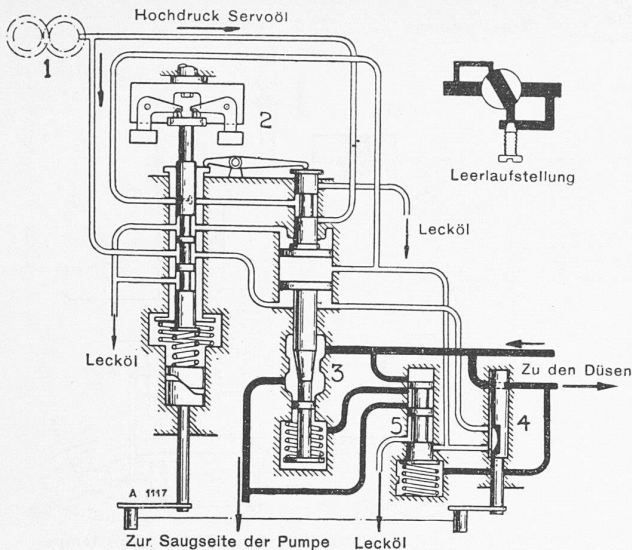 Hochdruck Servoöl
1
2
Leerlaufstellung
Lecköl
Lecköl
3
Zu den Düsen
5
4
A 1117
Zur Saugseite der Pumpe
Lecköl